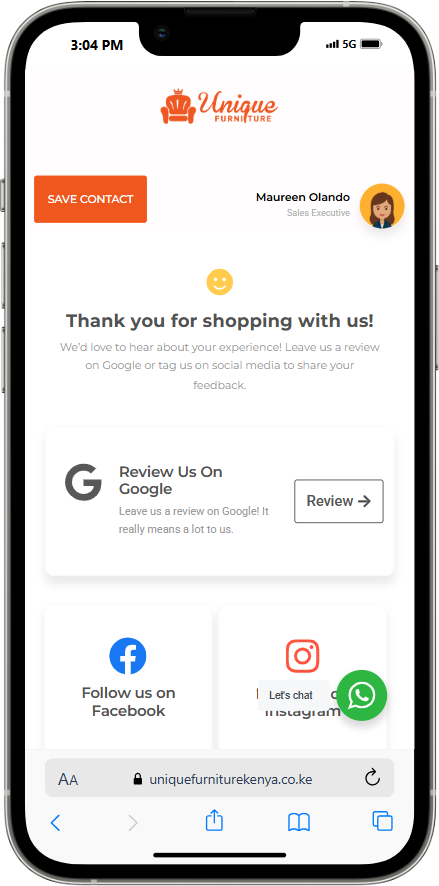 3:04 PM
5G
Unique
FURNITURE
SAVE CONTACT
Maureen Olando
Sales Executive
Thank you for shopping with us!
We'd love to hear about your experience! Leave us a review
on Google or tag us on social media to share your
feedback.
Review Us On
Google
Leave us a review on Google! It
really means a lot to us.
Review
Follow us on
Facebook
Instagram
Let's chat
AA
uniquefurniturekenya.co.ke